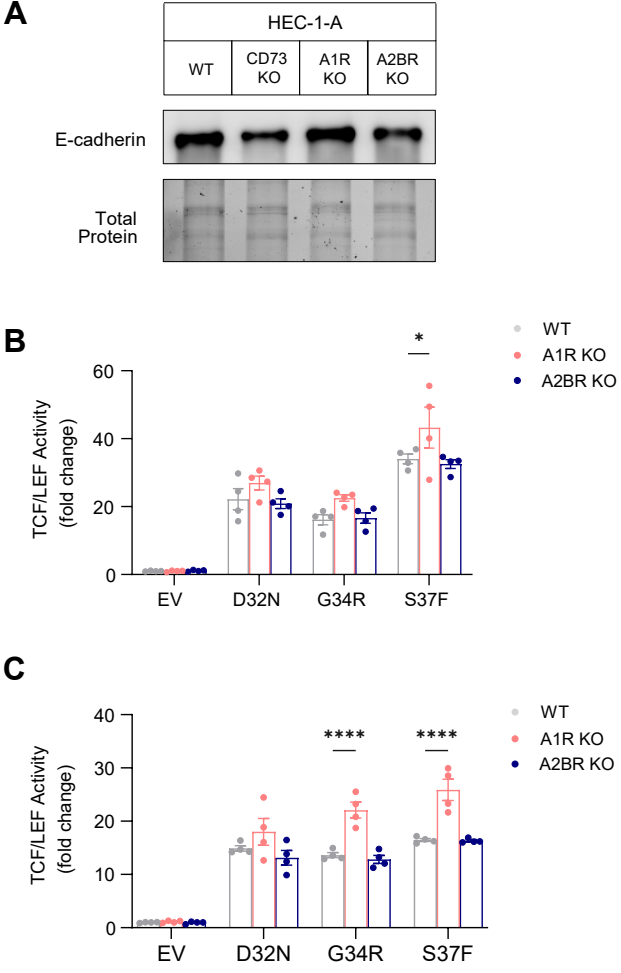 A
HEC-1-A
WT
CD73
KO
A1R
KO
A2BR
KO
E-cadherin
Total
Protein
B
WT
A1R KO
A2BR KO
*
TCF/LEF Activity
(fold change)
60
40
20
0
EV
D32N
G34R
S37F
C
WT
A1R KO
A2BR KO
****
****
TCF/LEF Activity
(fold change)
40
30
20
10
0
EV
D32N
G34R
S37F